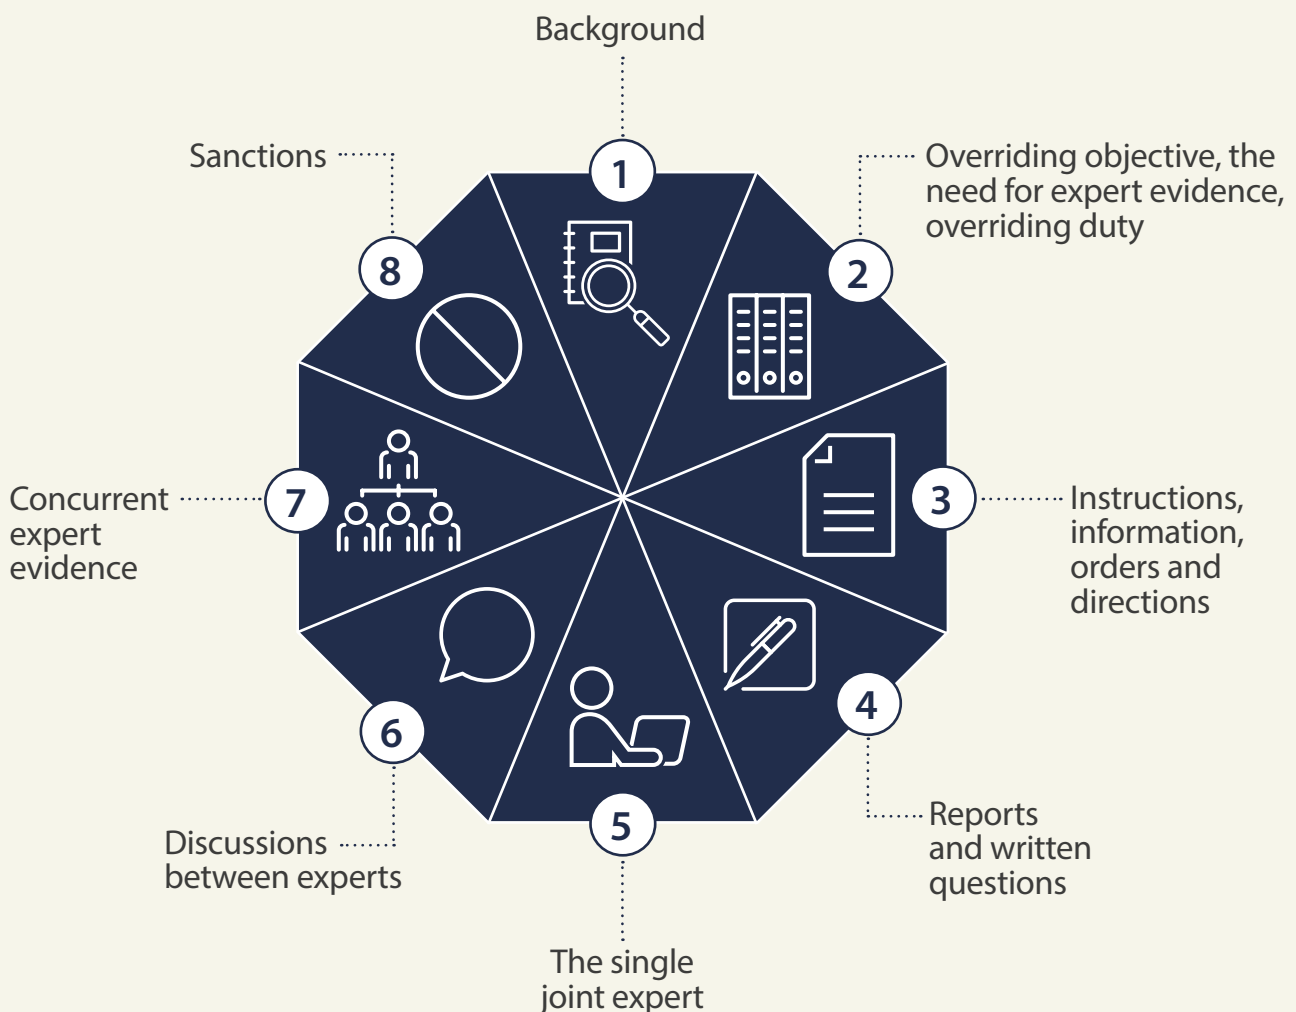 Background
1
Overriding objective, the
need for expert evidence,
overriding duty
2
Instructions,
information,
orders and
directions
3
Reports
and written
questions
4
The single
joint expert
5
Discussions
between experts
6
Concurrent
expert
evidence
7
Sanctions
8